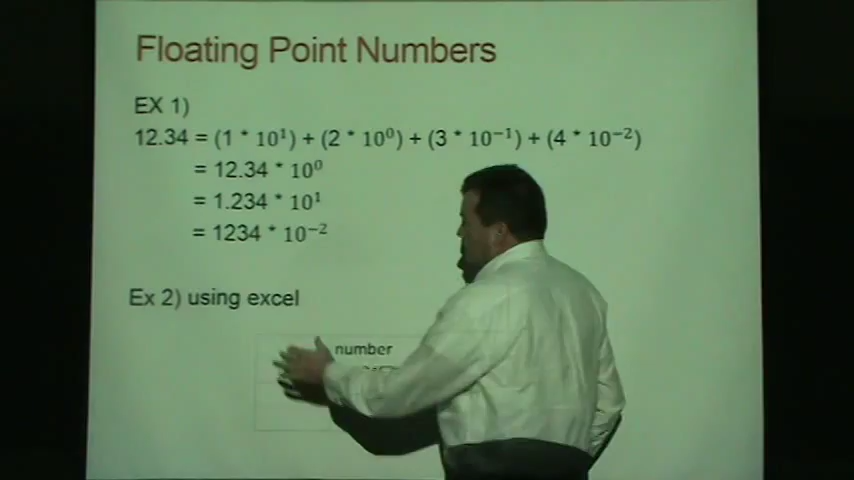 Floating Point Numbers
EX 1)
12.34 = (1 * 10¹) + (2 * 10⁰) + (3 * 10⁻¹) + (4 * 10⁻²)
= 12.34 * 10⁰
= 1.234 * 10¹
= 1234 * 10⁻²
Ex 2) using excel
number